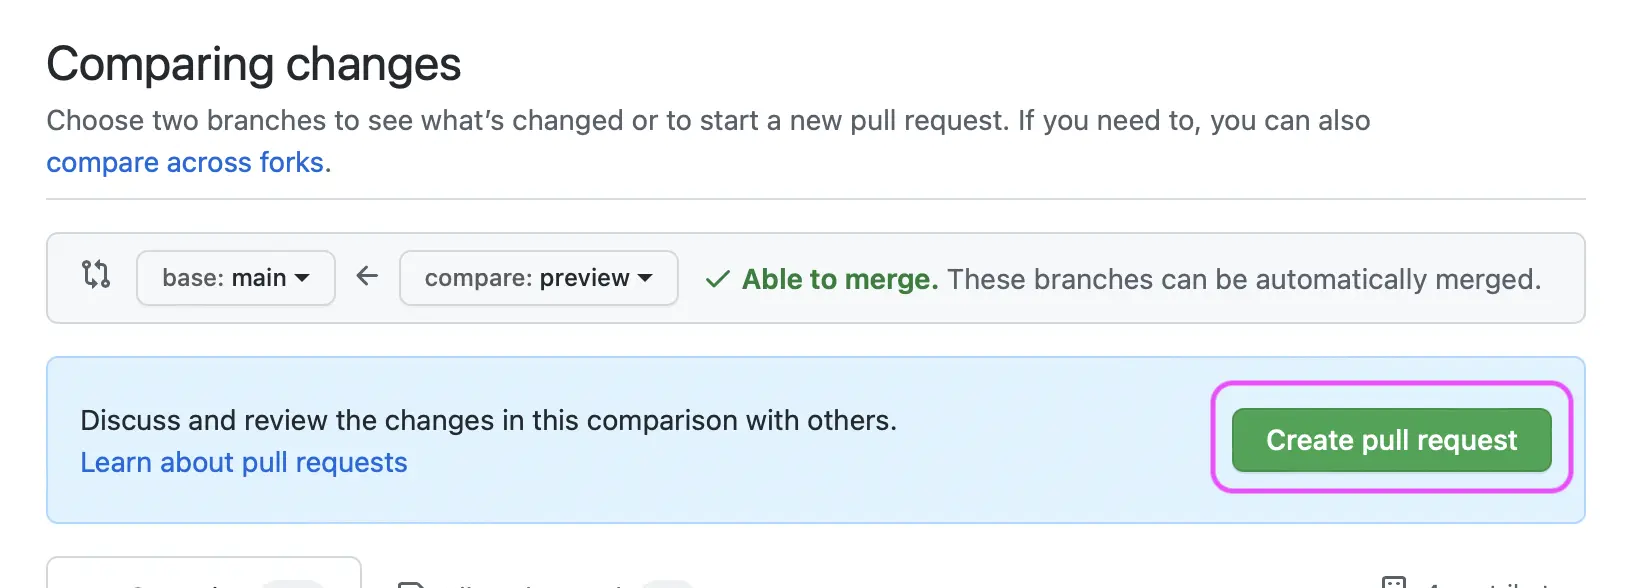 Comparing changes
Choose two branches to see what’s changed or to start a new pull request. If you need to, you can also
compare across forks.
base: main compare: preview Able to merge. These branches can be automatically merged.
Discuss and review the changes in this comparison with others.
Learn about pull requests
Create pull request